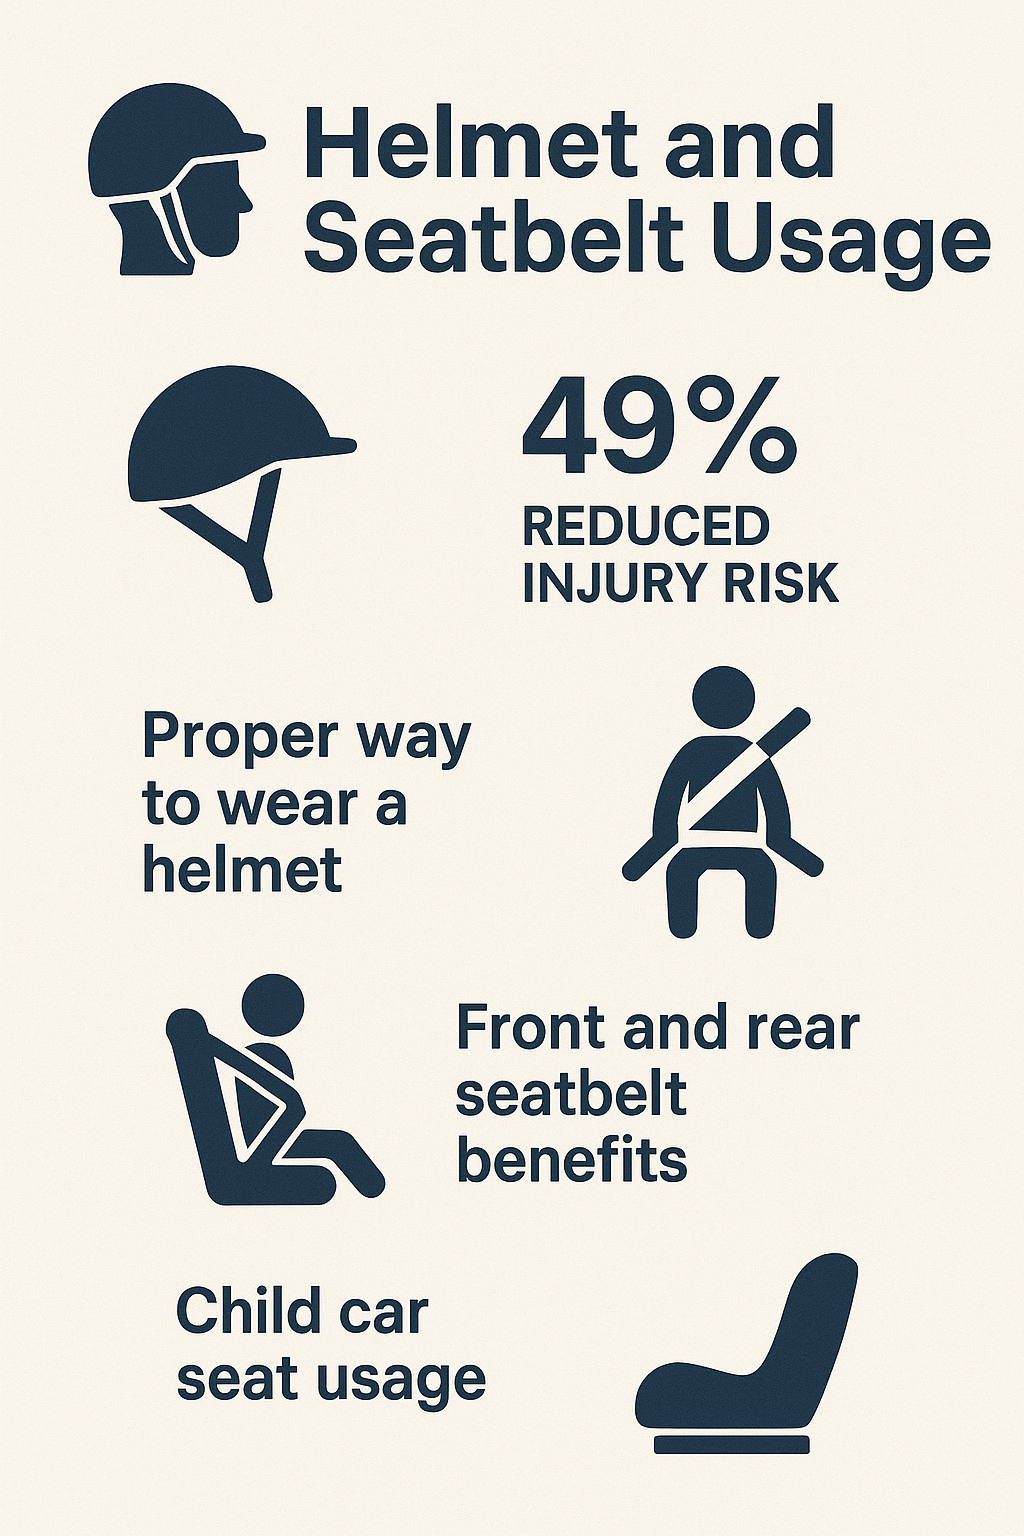 Helmet and
Seatbelt Usage
49%
REDUCED
INJURY RISK
Proper way
to wear a
helmet
Front and rear
seatbelt
benefits
Child car
seat usage